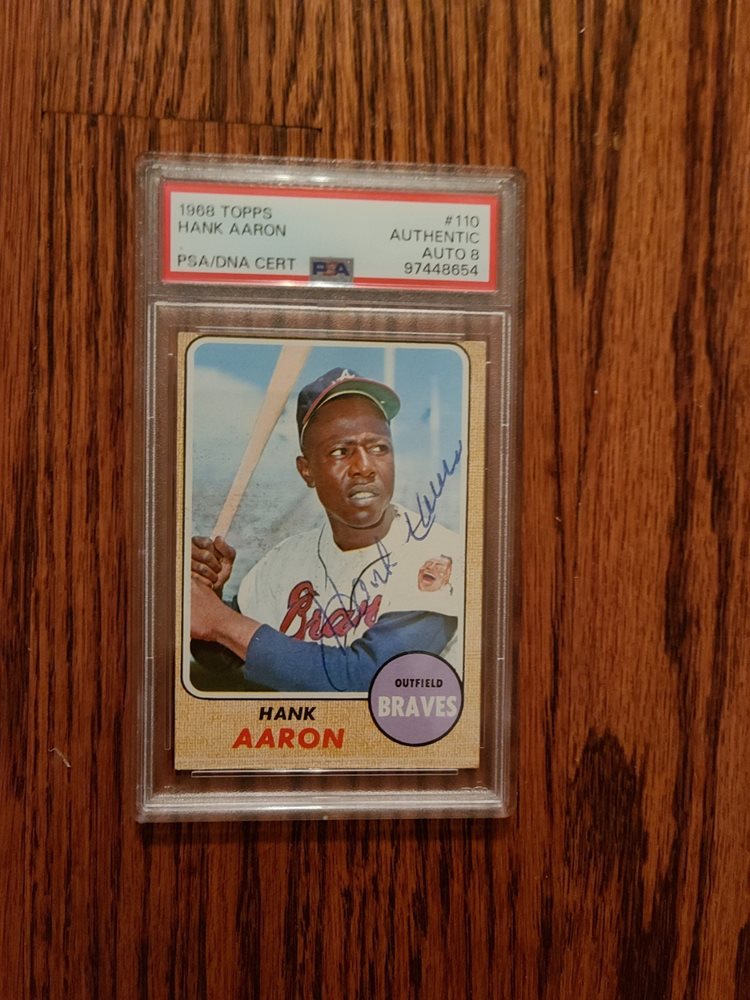 1968 TOPPS
HANK AARON
PSA/DNA CERT
PSA
#110
AUTHENTIC
AUTO 8
97448654
A
Braves
OUTFIELD
BRAVES
HANK
AARON